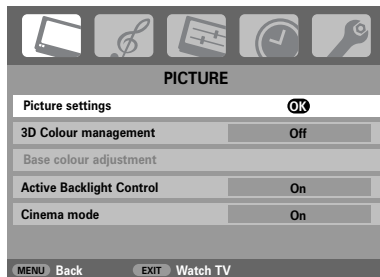 PICTURE
Picture settings OK
3D Colour management Off
Base colour adjustment
Active Backlight Control On
Cinema mode On
MENU Back EXIT Watch TV